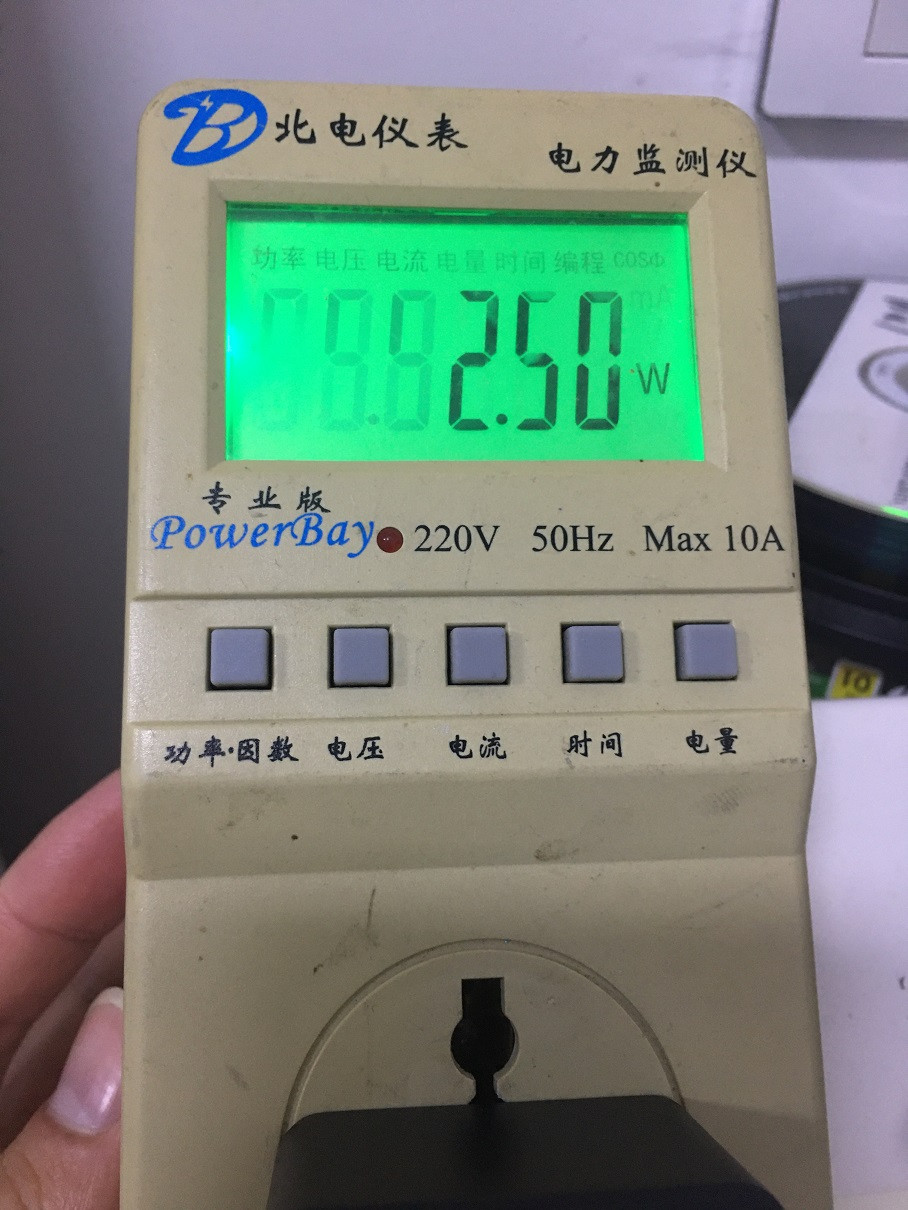 北电仪表
电力监测仪
功率 电压 电流 电量 时间 编程 COSΦ
mA
2.50 W
专业版
PowerBay 220V 50Hz Max 10A
功率·因数 电压 电流 时间 电量